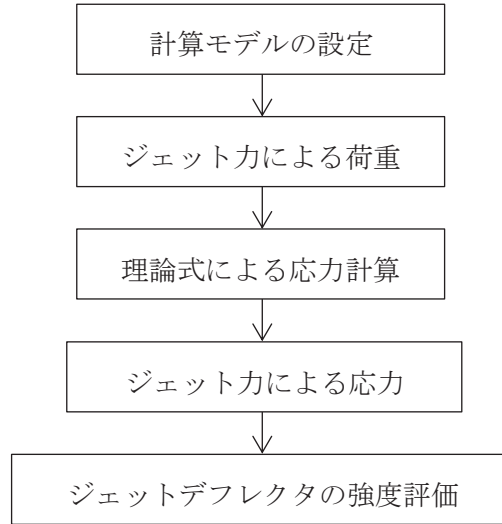 計算モデルの設定
ジェット力による荷重
理論式による応力計算
ジェット力による応力
ジェットデフレクタの強度評価